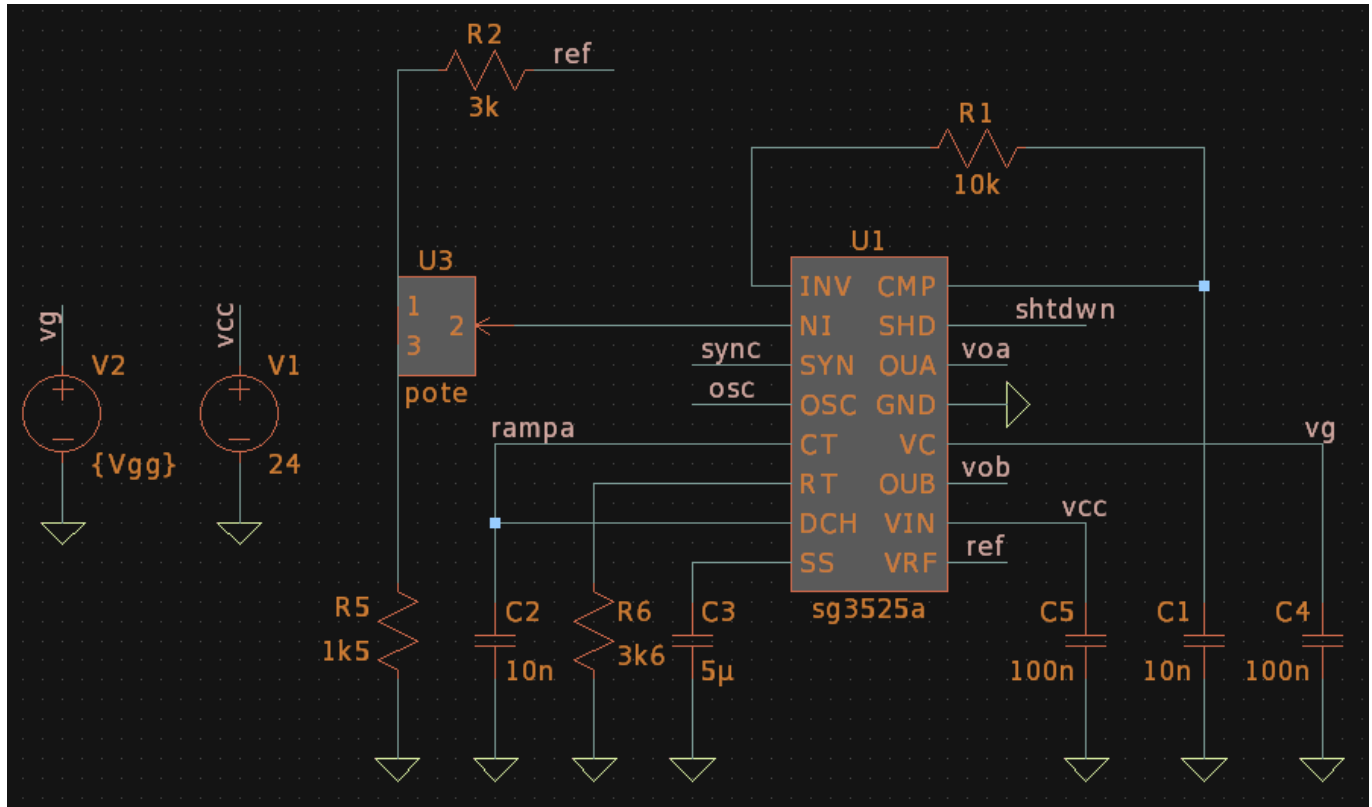 R2
ref
3k
R1
10k
U1
U3
INV CMP
1
NI SHD
shtdwn
2
3
vg
vcc
V2
V1
sync
SYN OUA
voa
pote
osc
OSC GND
rampa
CT VC
vg
{Vgg}
24
RT OUB
vob
vcc
DCH VIN
ref
SS VRF
R5
C2
R6
C3
sg3525a
C5
C1
C4
1k5
10n
3k6
5µ
100n
10n
100n